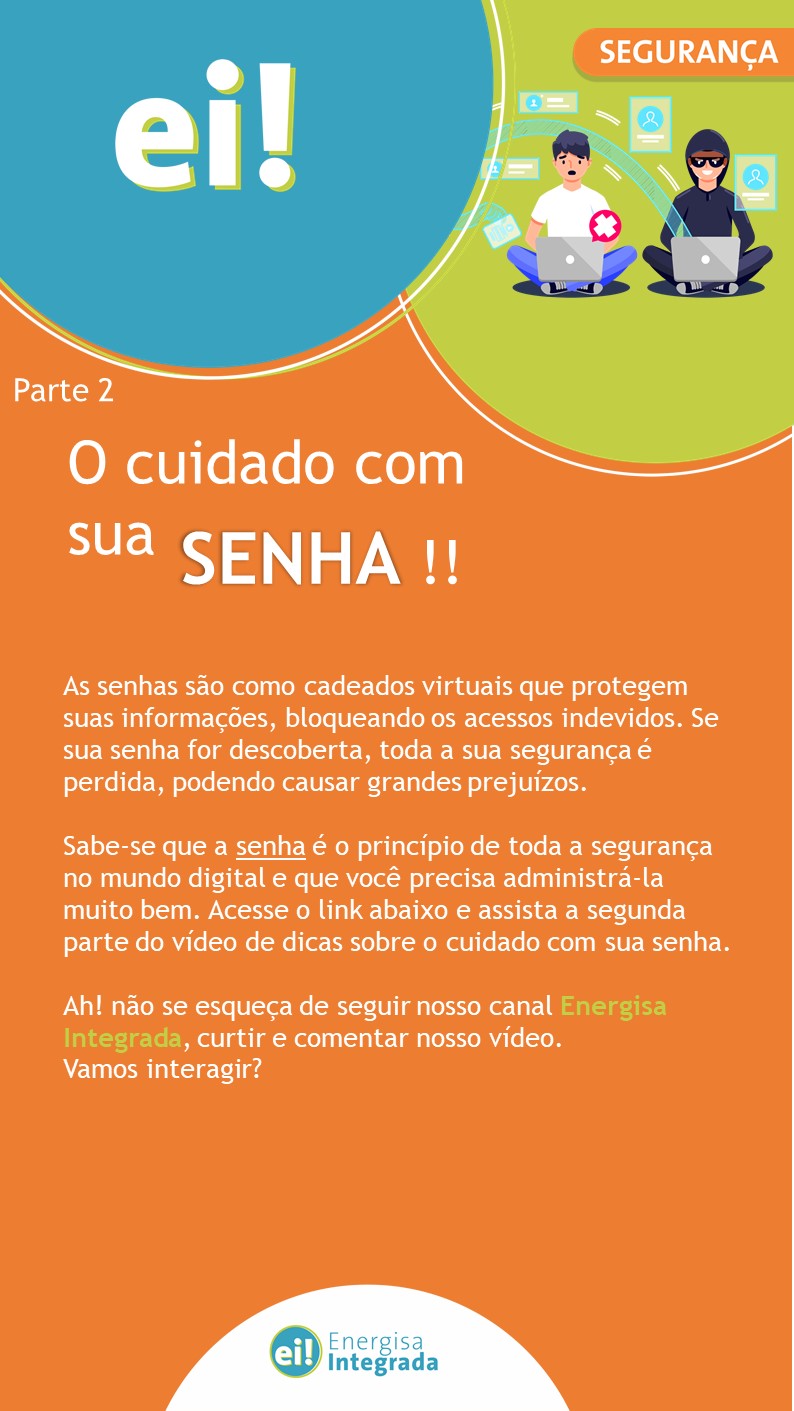 ei!
SEGURANÇA
Parte 2
O cuidado com
sua SENHA !!
As senhas são como cadeados virtuais que protegem
suas informações, bloqueando os acessos indevidos. Se
sua senha for descoberta, toda a sua segurança é
perdida, podendo causar grandes prejuízos.
Sabe-se que a senha é o princípio de toda a segurança
no mundo digital e que você precisa administrá-la
muito bem. Acesse o link abaixo e assista a segunda
parte do vídeo de dicas sobre o cuidado com sua senha.
Ah! não se esqueça de seguir nosso canal Energisa
Integrada, curtir e comentar nosso vídeo.
Vamos interagir?
ei! Energisa
Integrada